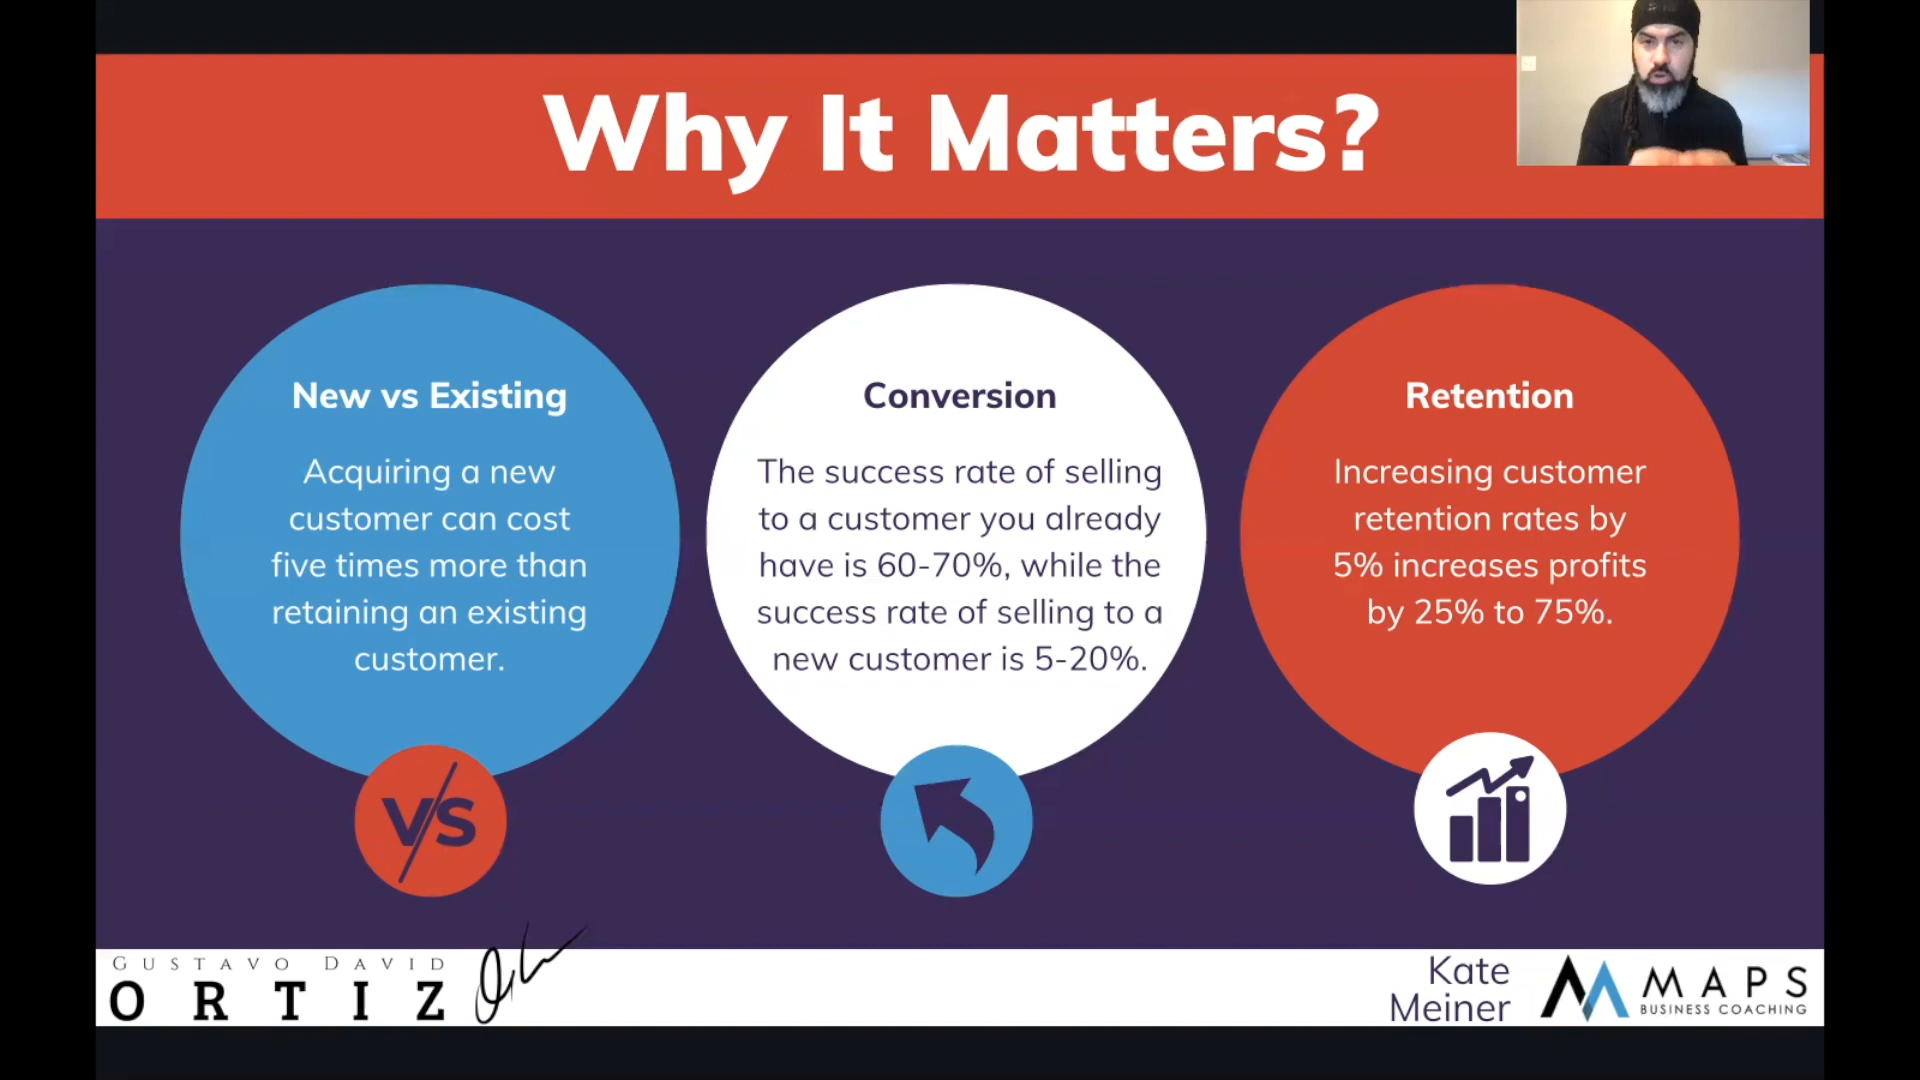 Why It Matters?
New vs Existing
Acquiring a new
customer can cost
five times more than
retaining an existing
customer.
VS
Conversion
The success rate of selling
to a customer you already
have is 60-70%, while the
success rate of selling to a
new customer is 5-20%.
Retention
Increasing customer
retention rates by
5% increases profits
by 25% to 75%.
GUSTAVO DAVID
ORTIZ
Kate
Meiner
MAPS
BUSINESS COACHING